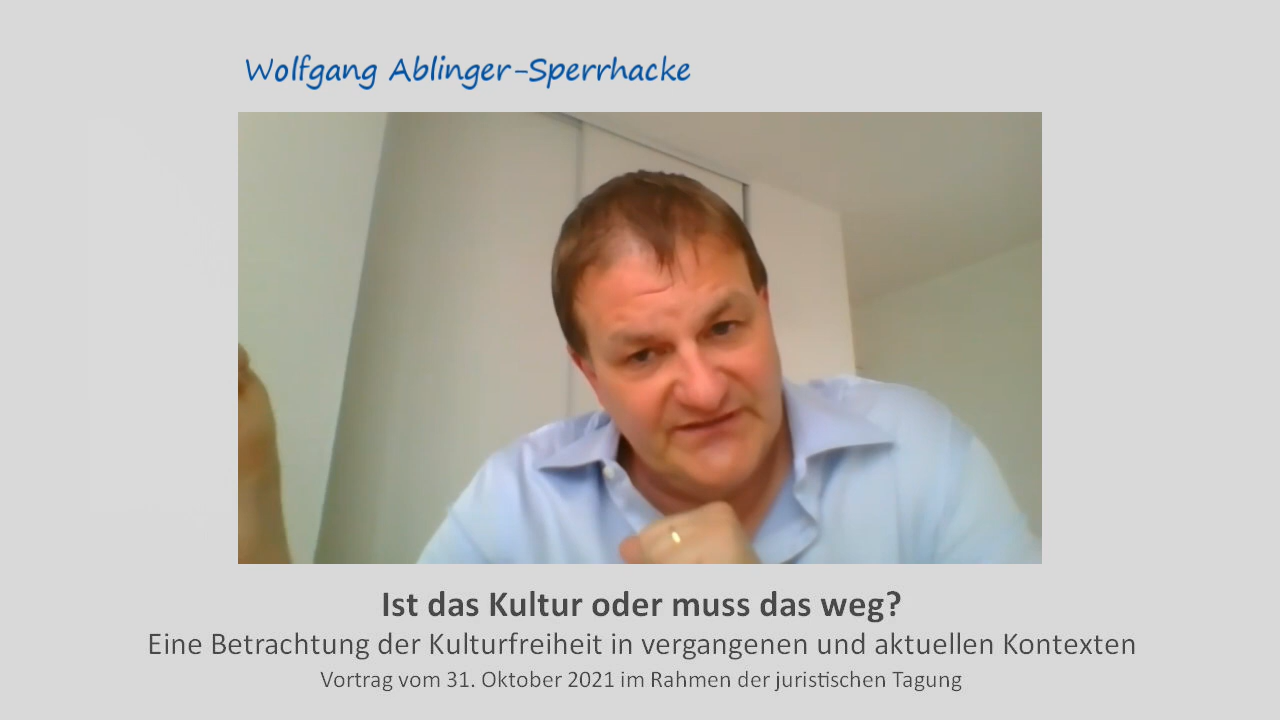 Wolfgang Ablinger-Sperrhacke
Ist das Kultur oder muss das weg?
Eine Betrachtung der Kulturfreiheit in vergangenen und aktuellen Kontexten
Vortrag vom 31. Oktober 2021 im Rahmen der juristischen Tagung